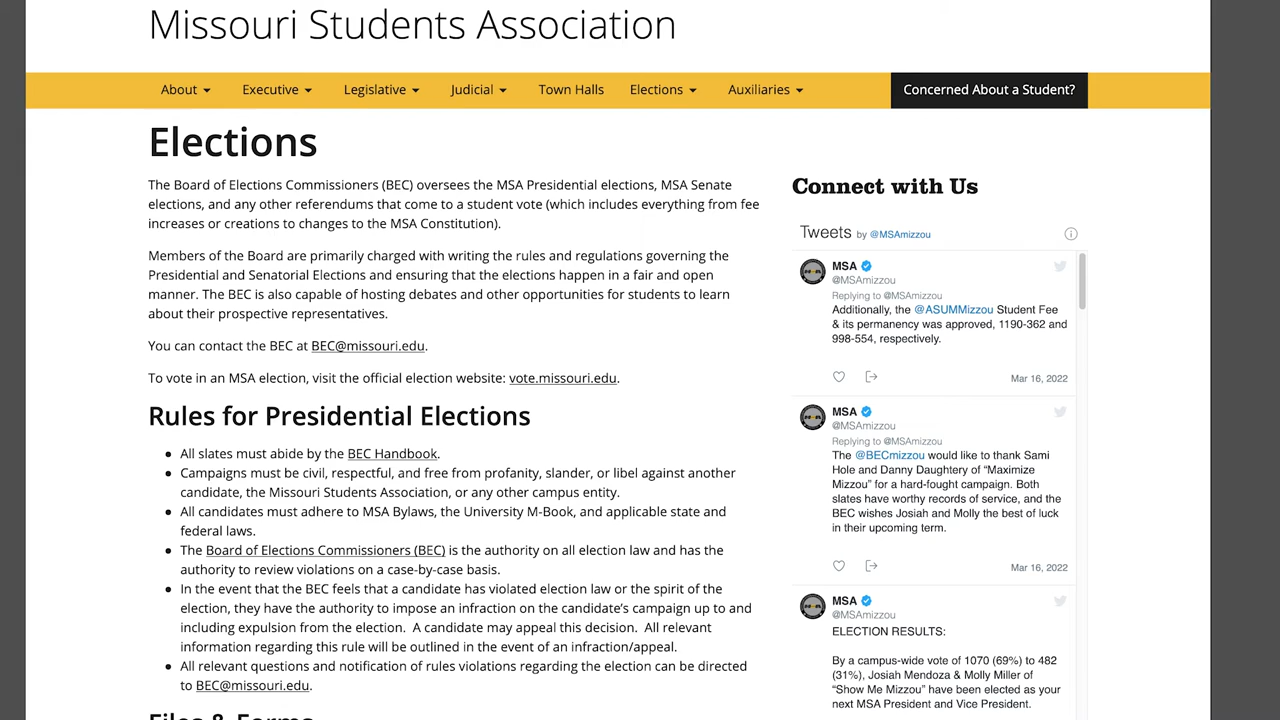 Missouri Students Association
About
Executive
Legislative
Judicial
Town Halls
Elections
Auxiliaries
Concerned About a Student?
Elections
The Board of Elections Commissioners (BEC) oversees the MSA Presidential elections, MSA Senate
elections, and any other referendums that come to a student vote (which includes everything from fee
increases or creations to changes to the MSA Constitution).
Members of the Board are primarily charged with writing the rules and regulations governing the
Presidential and Senatorial Elections and ensuring that the elections happen in a fair and open
manner. The BEC is also capable of hosting debates and other opportunities for students to learn
about their prospective representatives.
You can contact the BEC at BEC@missouri.edu.
To vote in an MSA election, visit the official election website: vote.missouri.edu.
Rules for Presidential Elections
All slates must abide by the BEC Handbook.
Campaigns must be civil, respectful, and free from profanity, slander, or libel against another
candidate, the Missouri Students Association, or any other campus entity.
All candidates must adhere to MSA Bylaws, the University M-Book, and applicable state and
federal laws.
The Board of Elections Commissioners (BEC) is the authority on all election law and has the
authority to review violations on a case-by-case basis.
In the event that the BEC feels that a candidate has violated election law or the spirit of the
election, they have the authority to impose an infraction on the candidate's campaign up to and
including expulsion from the election. A candidate may appeal this decision. All relevant
information regarding this rule will be outlined in the event of an infraction/appeal.
All relevant questions and notification of rules violations regarding the election can be directed
to BEC@missouri.edu.
Files & Forms
Connect with Us
Tweets by @MSAmizzou
MSA
@MSAmizzou
Replying to @MSAmizzou
Additionally, the @ASUMMizzou Student Fee
& its permanency was approved, 1190-362 and
998-554, respectively.
Mar 16, 2022
MSA
@MSAmizzou
Replying to @MSAmizzou
The @BECmizzou would like to thank Sami
Hole and Danny Daughtery of “Maximize
Mizzou” for a hard-fought campaign. Both
slates have worthy records of service, and the
BEC wishes Josiah and Molly the best of luck
in their upcoming term.
Mar 16, 2022
MSA
@MSAmizzou
ELECTION RESULTS:
By a campus-wide vote of 1070 (69%) to 482
(31%), Josiah Mendoza & Molly Miller of
“Show Me Mizzou” have been elected as your
next MSA President and Vice President.